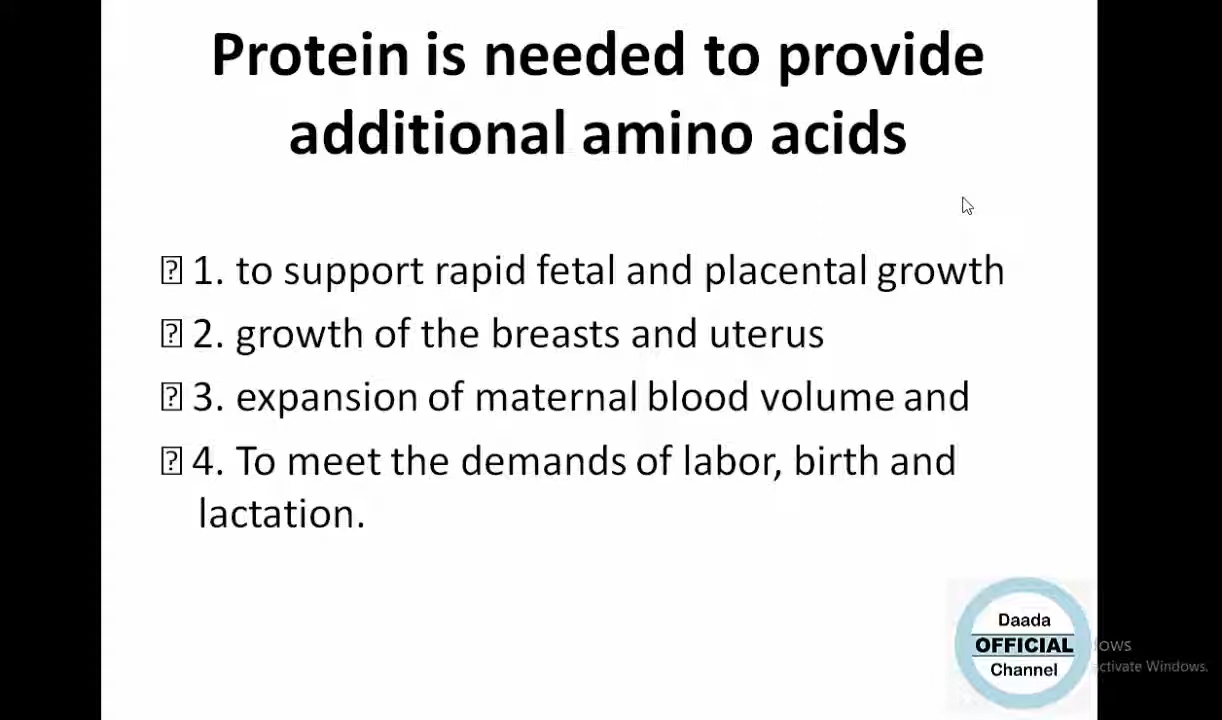 Protein is needed to provide
additional amino acids
1. to support rapid fetal and placental growth
2. growth of the breasts and uterus
3. expansion of maternal blood volume and
4. To meet the demands of labor, birth and
lactation.
Daada
OFFICIAL
Channel
ows
ctivate Windows.